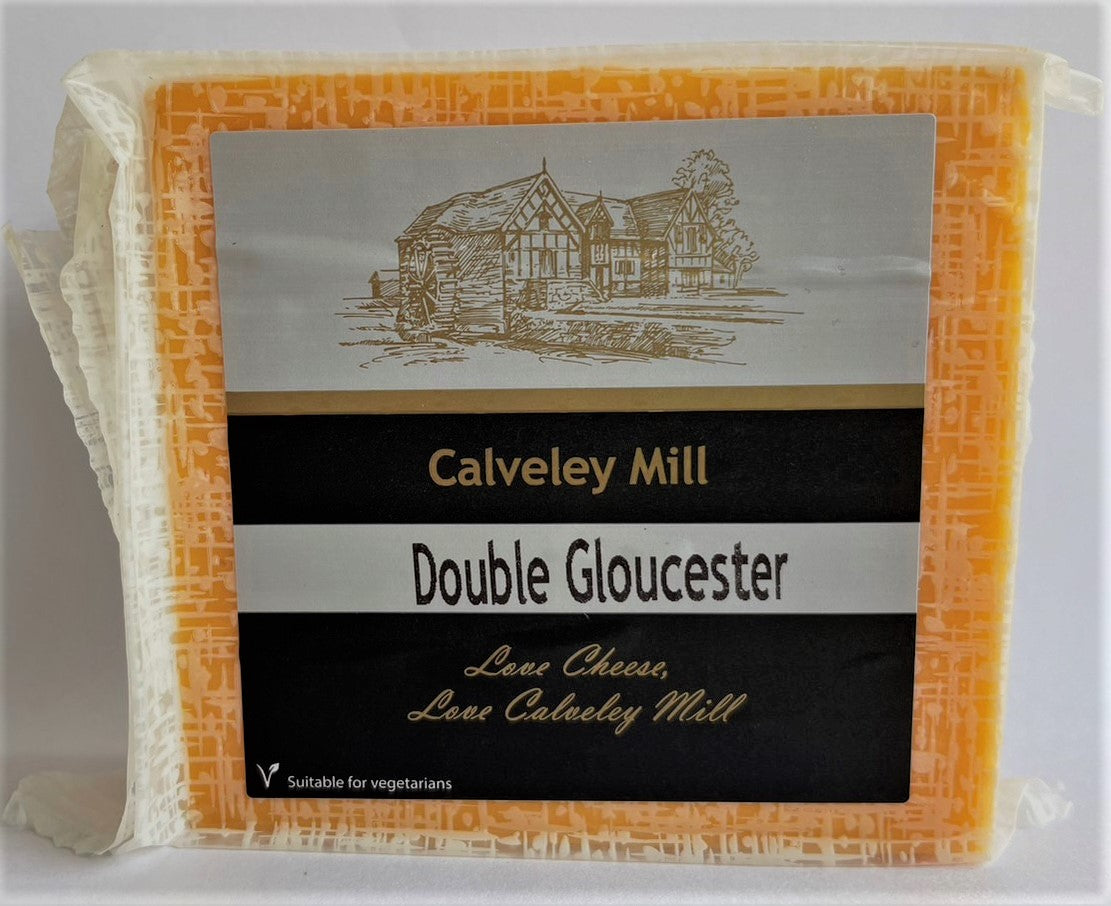 Calveley Mill
Double Gloucester
Love Cheese,
Love Calveley Mill
Suitable for vegetarians